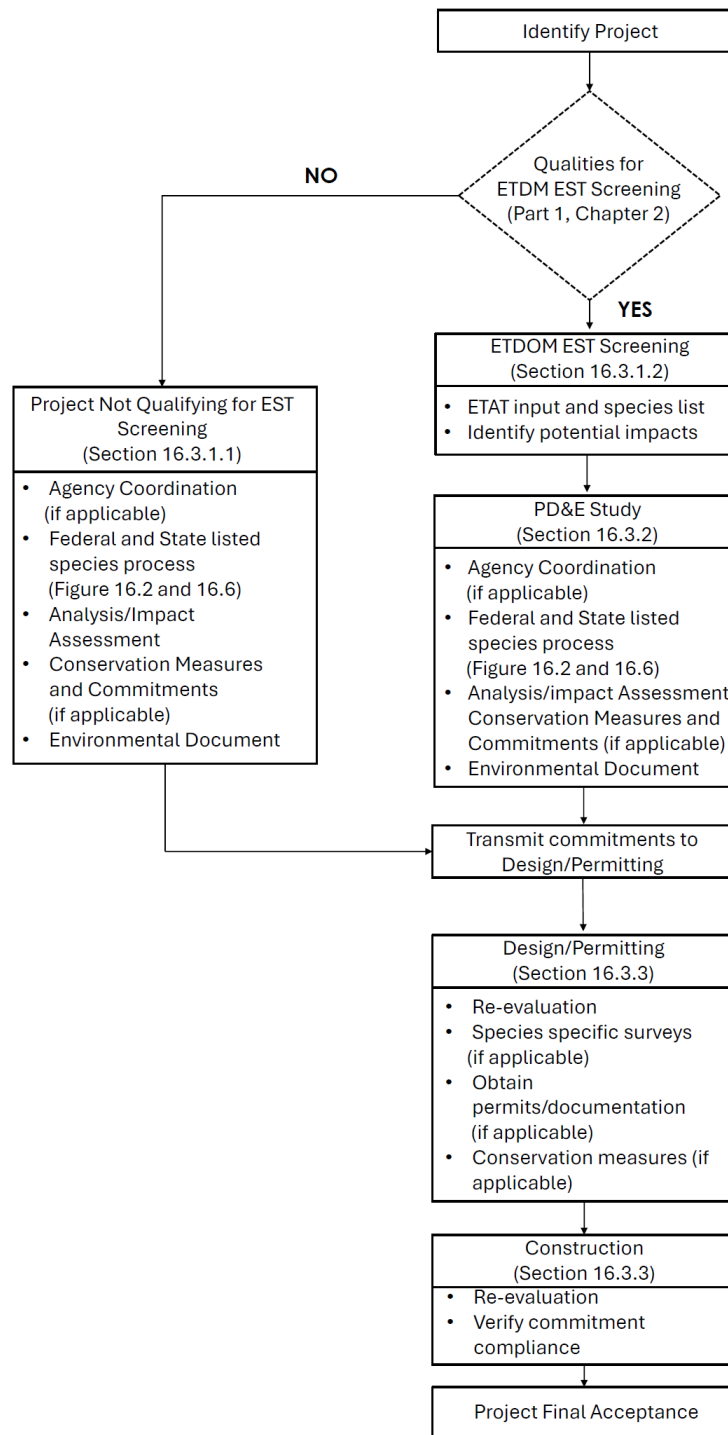 Identify Project
Qualities for
ETDM EST Screening
(Part 1, Chapter 2)
NO
YES
ETDOM EST Screening
(Section 16.3.1.2)
• ETAT input and species list
• Identify potential impacts
Project Not Qualifying for EST
Screening
(Section 16.3.1.1)
• Agency Coordination
(if applicable)
• Federal and State listed
species process
(Figure 16.2 and 16.6)
• Analysis/Impact
Assessment
• Conservation Measures
and Commitments
(if applicable)
• Environmental Document
PD&E Study
(Section 16.3.2)
• Agency Coordination
(if applicable)
• Federal and State listed
species process
(Figure 16.2 and 16.6)
• Analysis/impact Assessment
Conservation Measures and
Commitments (if applicable)
• Environmental Document
Transmit commitments to
Design/Permitting
Design/Permitting
(Section 16.3.3)
• Re-evaluation
• Species specific surveys
(if applicable)
• Obtain
permits/documentation
(if applicable)
• Conservation measures (if
applicable)
Construction
(Section 16.3.3)
• Re-evaluation
• Verify commitment
compliance
Project Final Acceptance